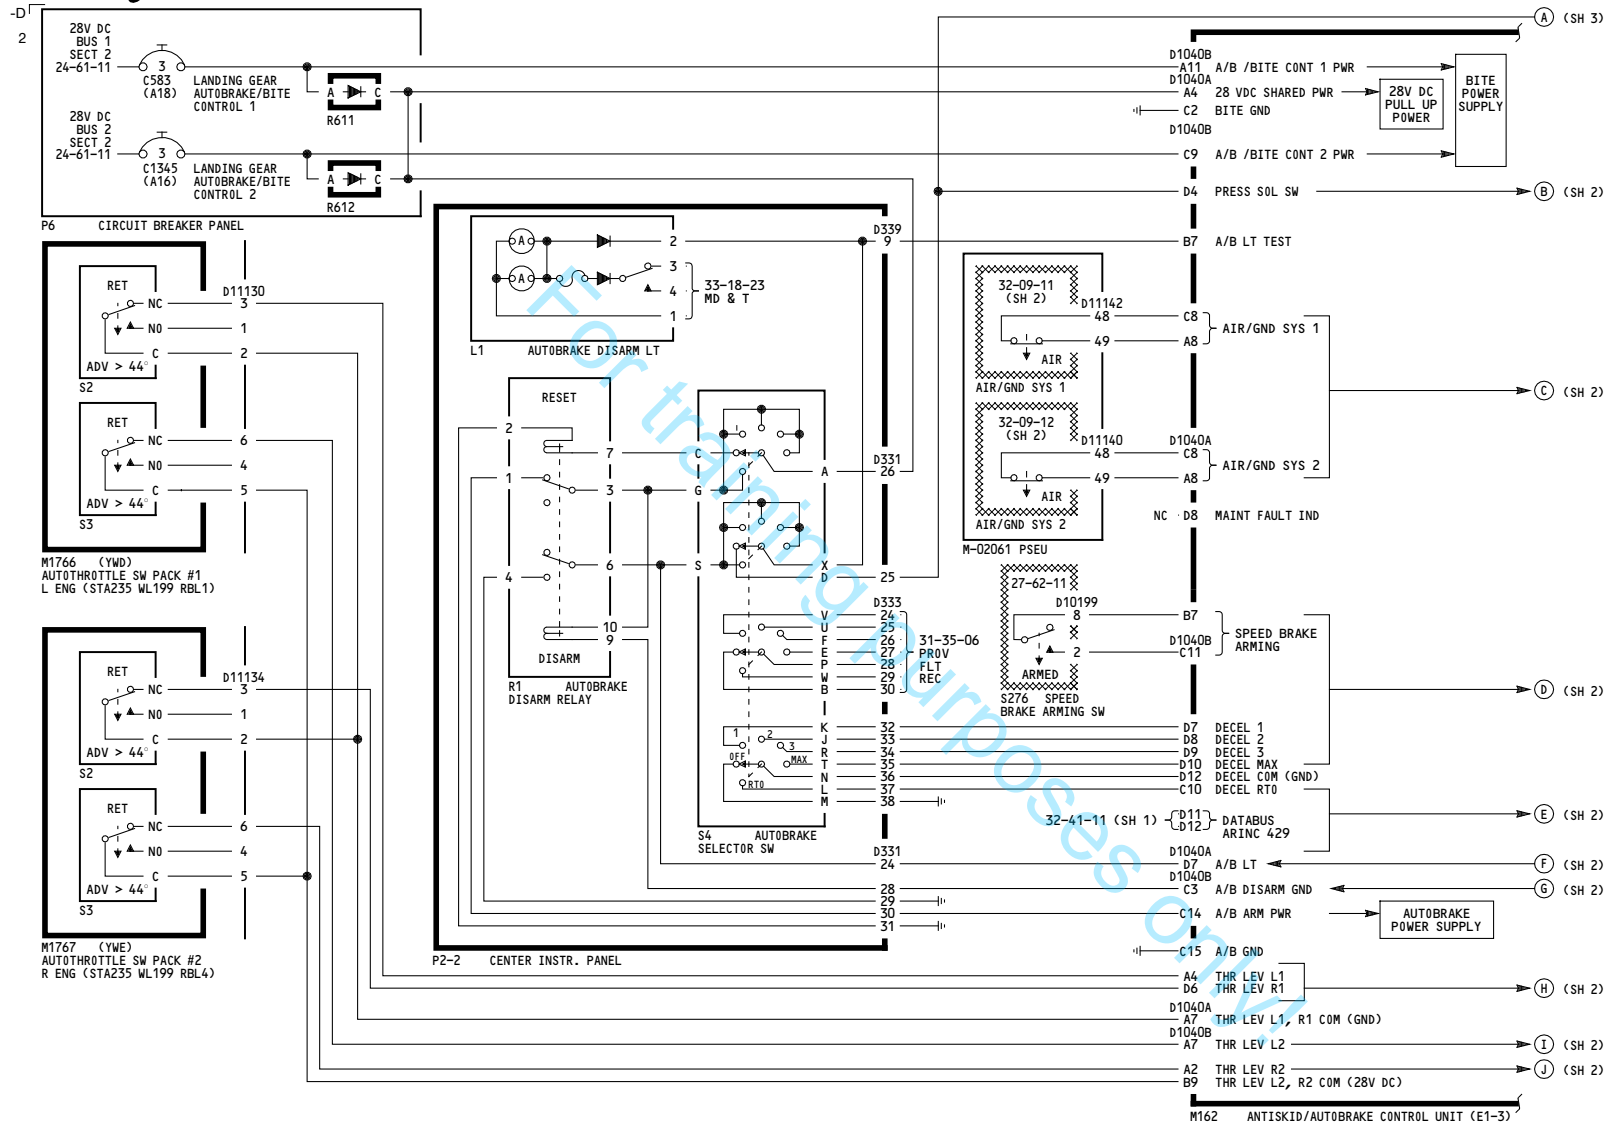 -D
2
28V DC
BUS 1
SECT 2
24-61-11
3
C583
(A18)
LANDING GEAR
AUTOBRAKE/BITE
CONTROL 1
A C
R611
28V DC
BUS 2
SECT 2
24-61-11
3
C1345
(A16)
LANDING GEAR
AUTOBRAKE/BITE
CONTROL 2
A C
R612
P6 CIRCUIT BREAKER PANEL
RET
NC
NO
C
ADV > 44°
S2
D11130
3
1
2
RET
NC
NO
C
ADV > 44°
S3
6
4
5
M1766 (YWD)
AUTOTHROTTLE SW PACK #1
L ENG (STA235 WL199 RBL1)
RET
NC
NO
C
ADV > 44°
S2
D11134
3
1
2
RET
NC
NO
C
ADV > 44°
S3
6
4
5
M1767 (YWE)
AUTOTHROTTLE SW PACK #2
R ENG (STA235 WL199 RBL4)
A
A
2
3
4
1
33-18-23
MD & T
L1 AUTOBRAKE DISARM LT
D339
9
RESET
2
7
1
3
6
4
10
9
DISARM
R1 AUTOBRAKE
DISARM RELAY
C
G
A
S
X
D
V
U
F
E
P
W
B
K
J
R
T
N
L
M
1
2
3
OFF
MAX
RTO
S4 AUTOBRAKE
SELECTOR SW
D331
26
25
D333
24
25
26
27
28
29
30
31-35-06
PROV
FLT
REC
32
33
34
35
36
37
38
D331
24
28
29
30
31
P2-2 CENTER INSTR. PANEL
32-09-11
(SH 2)
D11142
48
49
AIR
AIR/GND SYS 1
32-09-12
(SH 2)
D11140
48
49
AIR
AIR/GND SYS 2
M-02061 PSEU
27-62-11
D10199
8
2
ARMED
S276 SPEED
BRAKE ARMING SW
D1040B
A11 A/B /BITE CONT 1 PWR
D1040A
A4 28 VDC SHARED PWR
C2 BITE GND
D1040B
C9 A/B /BITE CONT 2 PWR
28V DC
PULL UP
POWER
BITE
POWER
SUPPLY
D4 PRESS SOL SW
B7 A/B LT TEST
C8
A8
AIR/GND SYS 1
D1040A
C8
A8
AIR/GND SYS 2
NC D8 MAINT FAULT IND
B7
D1040B
C11
SPEED BRAKE
ARMING
D7 DECEL 1
D8 DECEL 2
D9 DECEL 3
D10 DECEL MAX
D12 DECEL COM (GND)
C10 DECEL RTO
32-41-11 (SH 1)
D11
D12
DATABUS
ARINC 429
D1040A
D7 A/B LT
D1040B
C3 A/B DISARM GND
C14 A/B ARM PWR
AUTOBRAKE
POWER SUPPLY
C15 A/B GND
A4 THR LEV L1
D6 THR LEV R1
D1040A
A7 THR LEV L1, R1 COM (GND)
D1040B
A7 THR LEV L2
A2 THR LEV R2
B9 THR LEV L2, R2 COM (28V DC)
M162 ANTISKID/AUTOBRAKE CONTROL UNIT (E1-3)
A (SH 3)
B (SH 2)
C (SH 2)
D (SH 2)
E (SH 2)
F (SH 2)
G (SH 2)
H (SH 2)
I (SH 2)
J (SH 2)
For training purposes only!